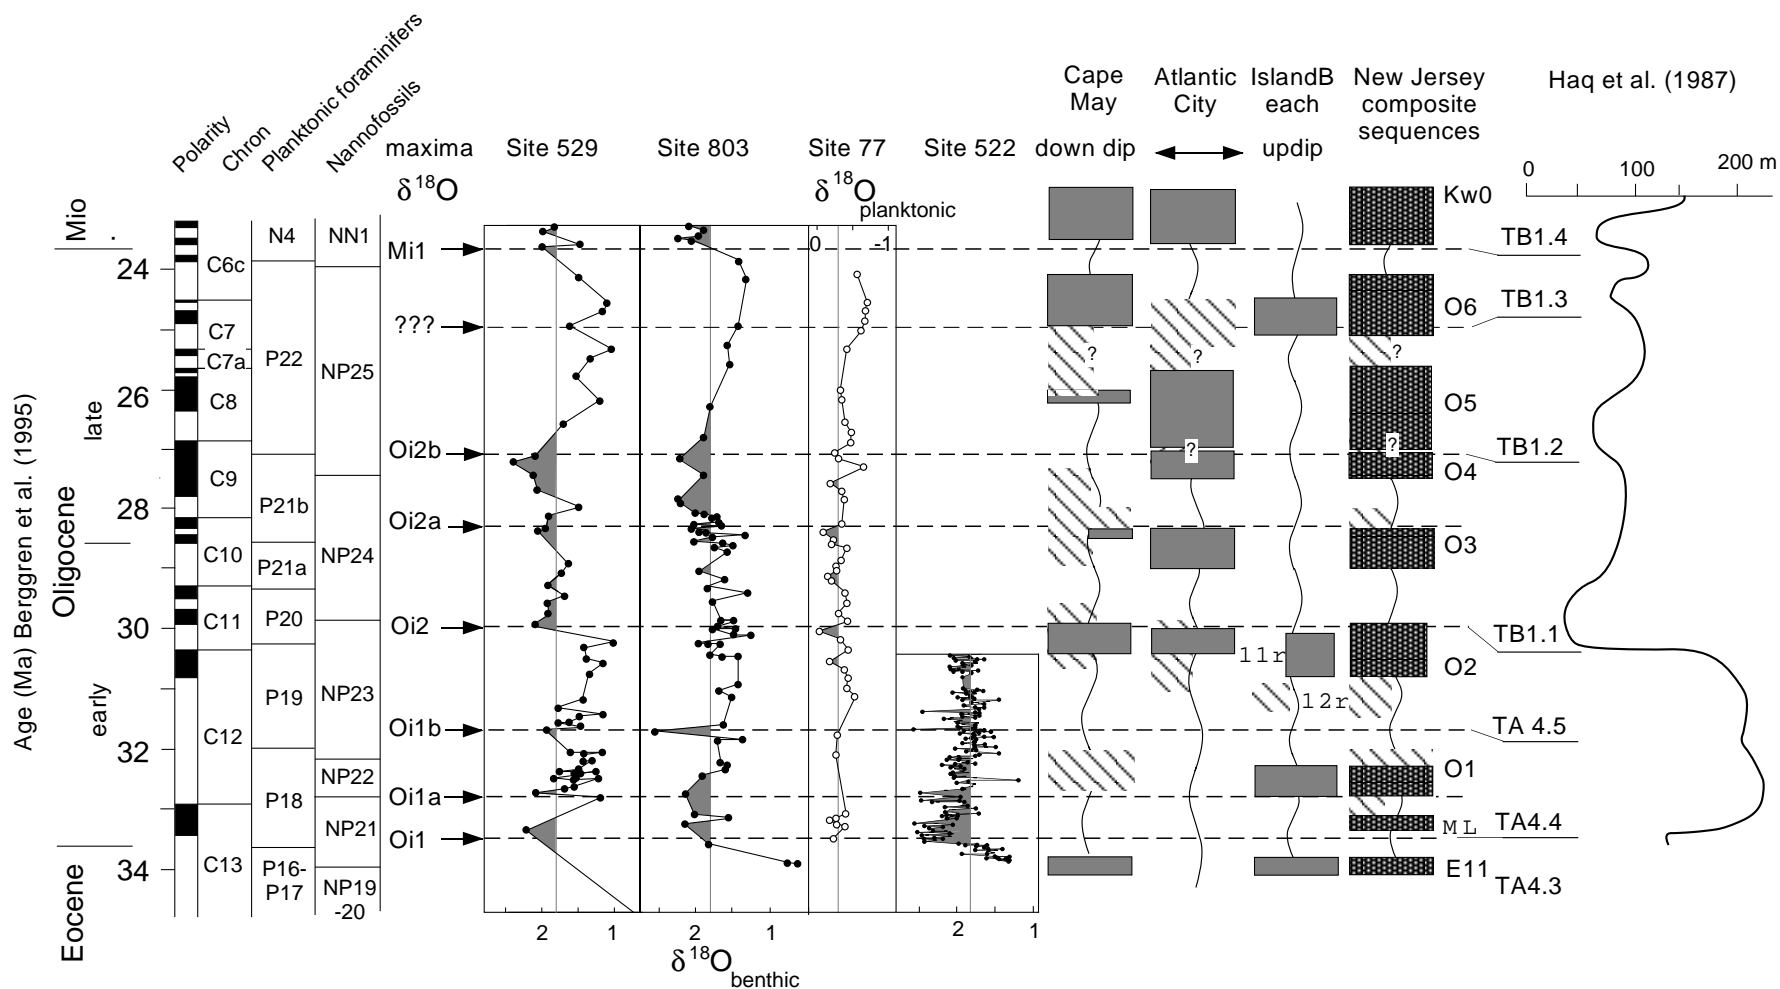 Age (Ma) Berggren et al. (1995)
Polarity
Chron
Planktonic foraminifers
Nannofossils
maxima
δ18O
Site 529
Site 803
Site 77
δ18O planktonic
Site 522
Cape
May
down dip
Atlantic
City
IslandB
each
updip
New Jersey
composite
sequences
Haq et al. (1987)
0 100 200 m
0 -1
Mio
.
late
Oligocene
early
Eocene
24
26
28
30
32
34
C6c
C7
C7a
C8
C9
C10
C11
C12
C13
N4
P22
P21b
P21a
P20
P19
P18
P16-
P17
NN1
NP25
NP24
NP23
NP22
NP21
NP19
-20
Mi1
???
Oi2b
Oi2a
Oi2
Oi1b
Oi1a
Oi1
2 1
2 1
2 1
δ18O benthic
?
?
?
?
?
11r
12r
Kw0
O6
O5
O4
O3
O2
O1
ML
E11
TB1.4
TB1.3
TB1.2
TB1.1
TA 4.5
TA4.4
TA4.3